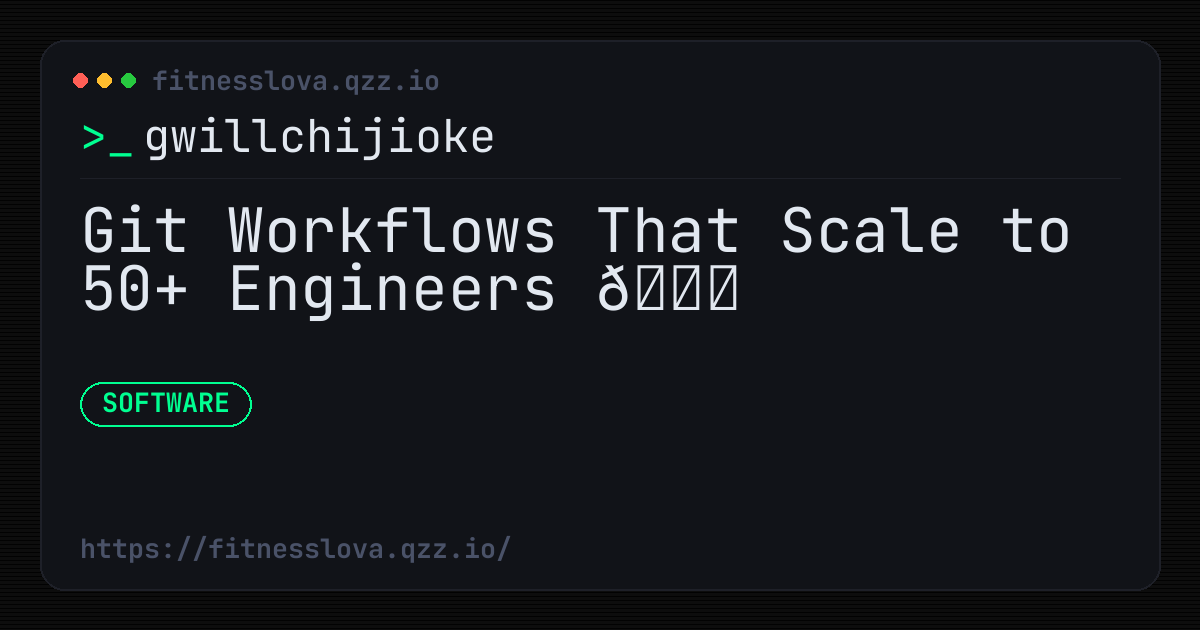 fitnesslova.qzz.io
>_ gwillchijioke
Git Workflows That Scale to
50+ Engineers ð
SOFTWARE
https://fitnesslova.qzz.io/